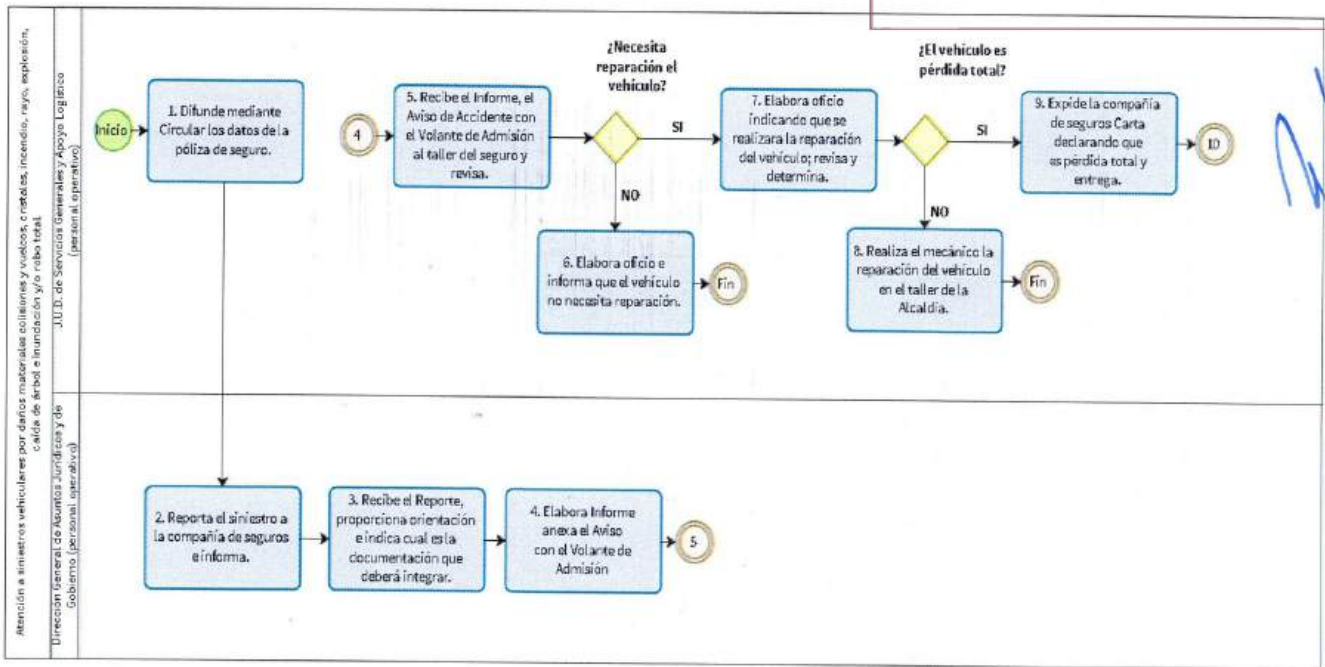 Atención a siniestros vehiculares por daños materiales colisiones y vuelcos, cristales, incendio, rayo, explosión,
caída de árbol e inundación y/o robo total
J.U.D. de Servicios Generales y Apoyo Logístico
(personal operativo)
Inicio
1. Difunde mediante
Circular los datos de la
póliza de seguro.
4
5. Recibe el Informe, el
Aviso de Accidente con
el Volante de Admisión
al taller del seguro y
revisa.
¿Necesita
reparación el
vehículo?
SI
NO
6. Elabora oficio e
informa que el vehículo
no necesita reparación.
Fin
7. Elabora oficio
indicando que se
realizara la reparación
del vehículo; revisa y
determina.
¿El vehículo es
pérdida total?
SI
NO
8. Realiza el mecánico la
reparación del vehículo
en el taller de la
Alcaldía.
Fin
9. Expide la compañía
de seguros Carta
declarando que
es pérdida total y
entrega.
10
Dirección General de Asuntos Jurídicos y de
Gobierno (personal operativo)
2. Reporta el siniestro a
la compañía de seguros
e informa.
3. Recibe el Reporte,
proporciona orientación
e indica cual es la
documentación que
deberá integrar.
4. Elabora Informe
anexa el Aviso
con el Volante de
Admisión
5